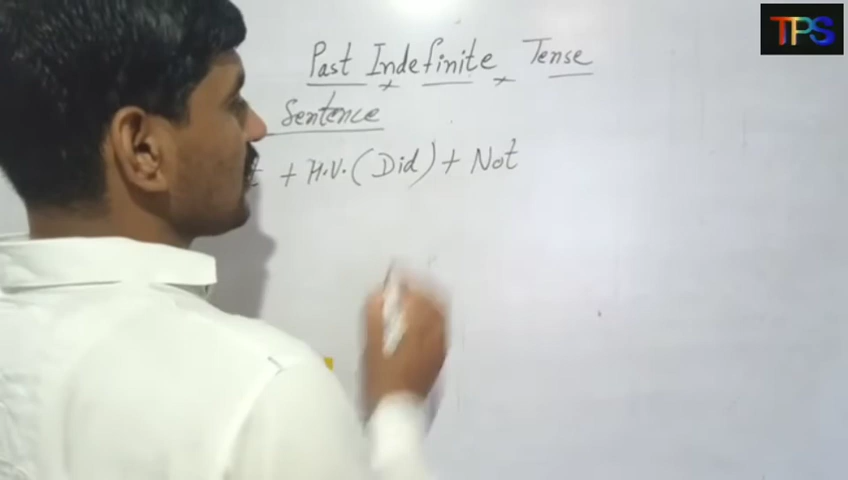 TPS
Past Indefinite Tense
Sentence
+ H.V. (Did) + Not